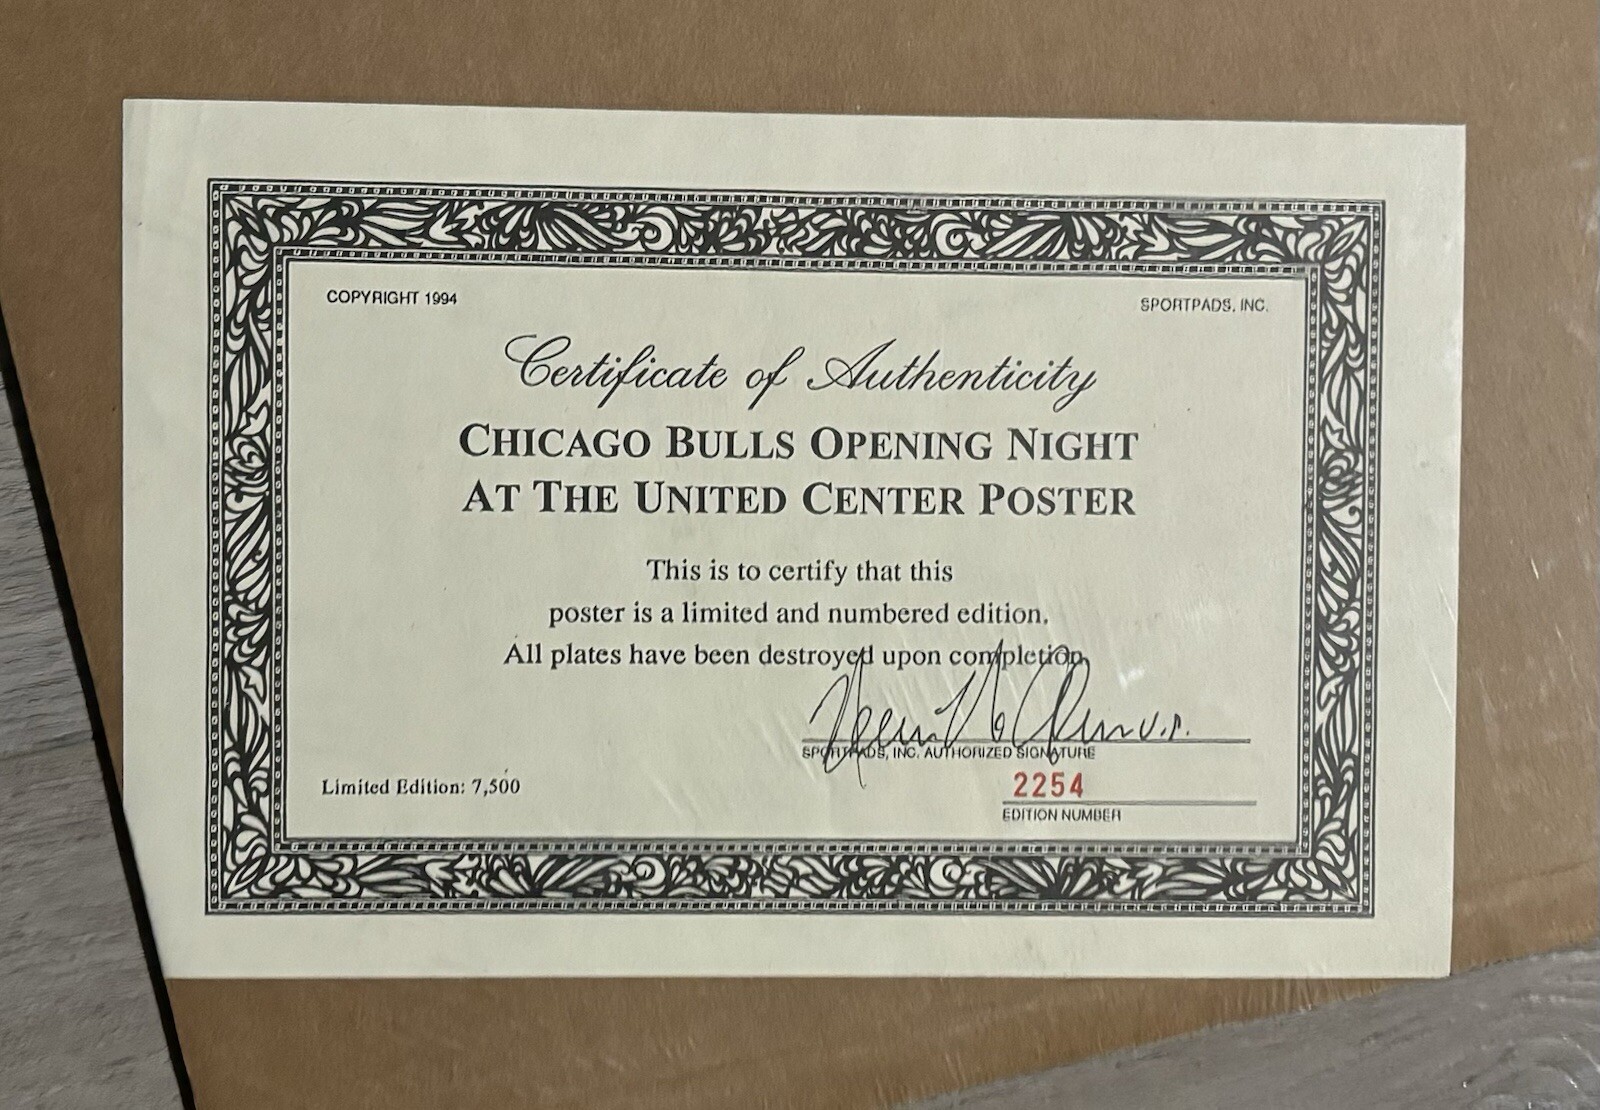 COPYRIGHT 1994
SPORTPADS, INC.
Certificate of Authenticity
CHICAGO BULLS OPENING NIGHT
AT THE UNITED CENTER POSTER
This is to certify that this
poster is a limited and numbered edition.
All plates have been destroyed upon completion.
V.P.
SPORTPADS, INC. AUTHORIZED SIGNATURE
Limited Edition: 7,500
2254
EDITION NUMBER